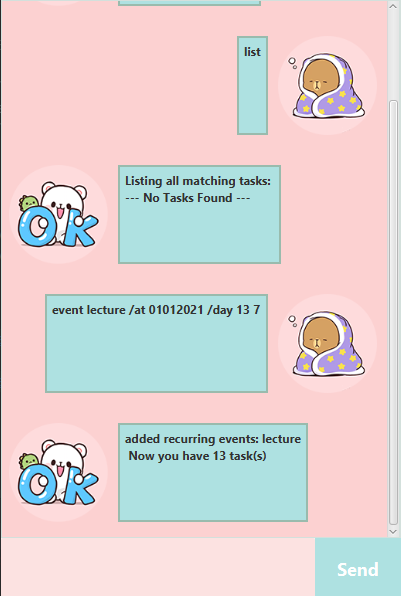 list
Listing all matching tasks:
--- No Tasks Found ---
event lecture /at 01012021 /day 13 7
Ok
added recurring events: lecture
Now you have 13 task(s)
Ok
Send